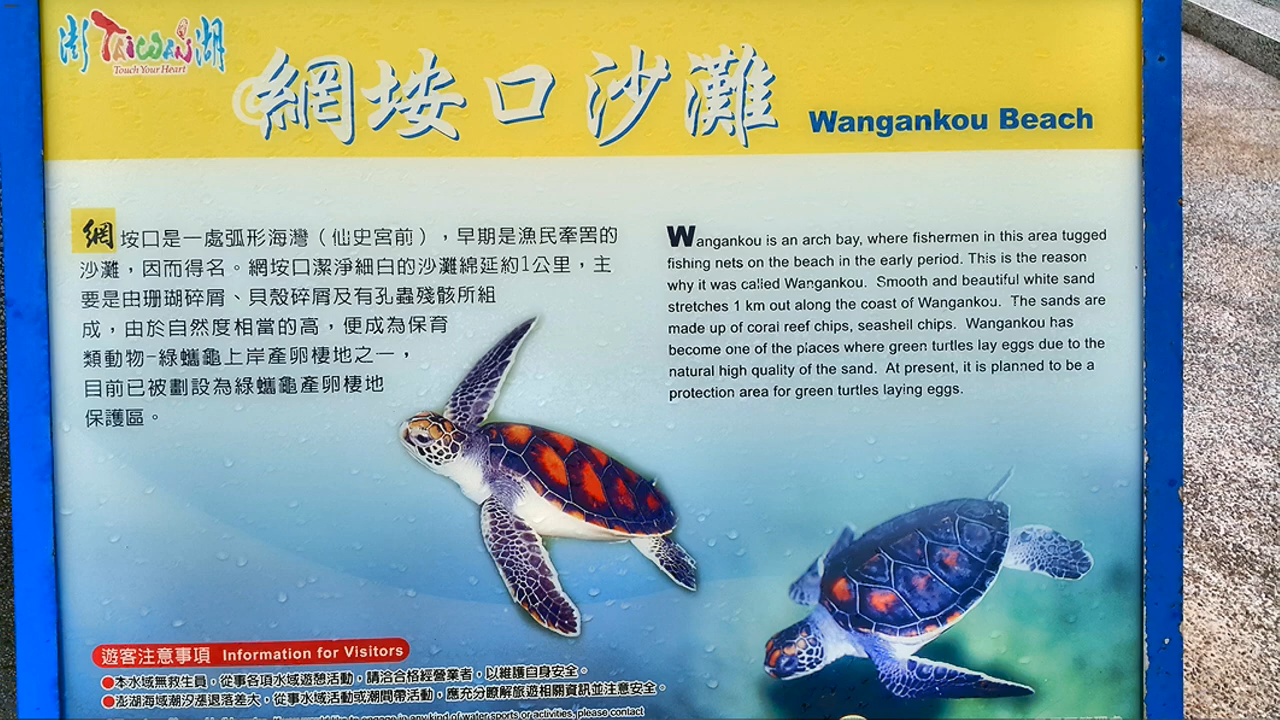 澎 TAIWAN 湖
Touch Your Heart
網垵口沙灘 Wangankou Beach
網垵口是一處弧形海灣（仙史宮前），早期是漁民牽罟的
沙灘，因而得名。網垵口潔淨細白的沙灘綿延約1公里，主
要是由珊瑚碎屑、貝殼碎屑及有孔蟲殘骸所組
成，由於自然度相當的高，便成為保育
類動物-綠蠵龜上岸產卵棲地之一，
目前已被劃設為綠蠵龜產卵棲地
保護區。
Wangankou is an arch bay, where fishermen in this area tugged
fishing nets on the beach in the early period. This is the reason
why it was called Wangankou. Smooth and beautiful white sand
stretches 1 km out along the coast of Wangankou. The sands are
made up of coral reef chips, seashell chips. Wangankou has
become one of the places where green turtles lay eggs due to the
natural high quality of the sand. At present, it is planned to be a
protection area for green turtles laying eggs.
遊客注意事項 Information for Visitors
●本水域無救生員，從事各項水域遊憩活動，請洽合格經營業者，以維護自身安全。
●澎湖海域潮汐漲退落差大，從事水域活動或潮間帶活動，應充分瞭解旅遊相關資訊並注意安全。
to engage in any kind of water sports or activities, please contact